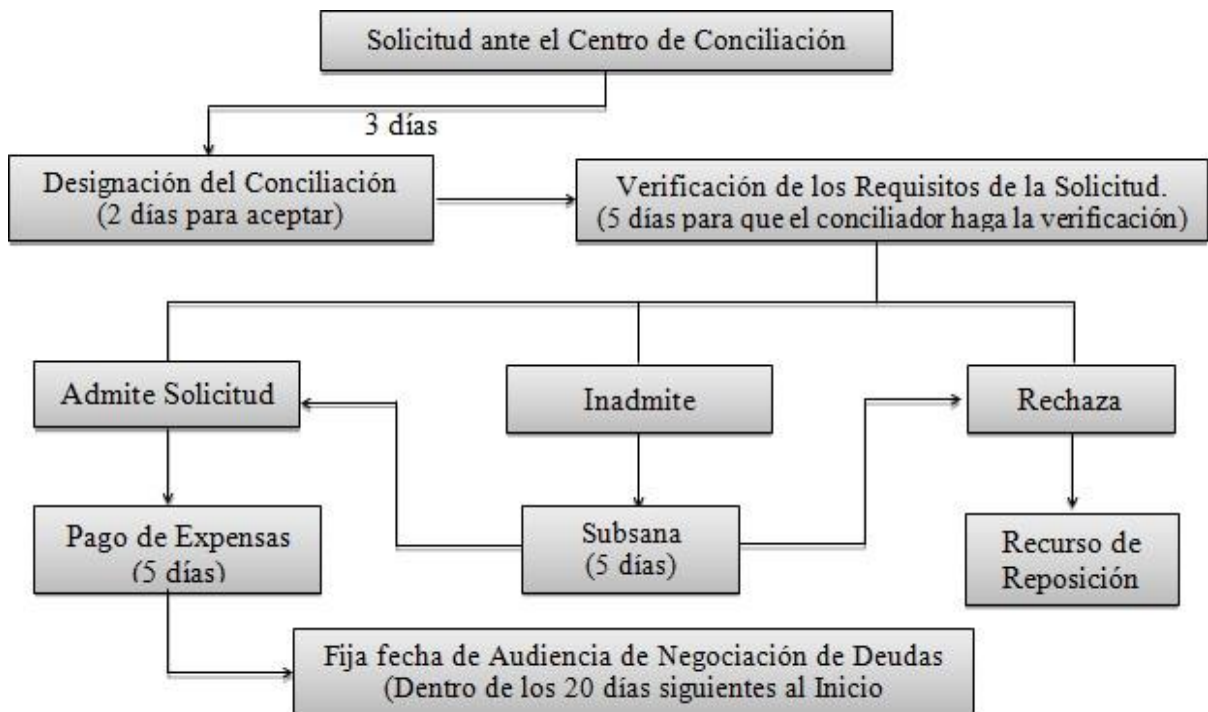 Solicitud ante el Centro de Conciliación
3 días
Designación del Conciliación
(2 días para aceptar)
Verificación de los Requisitos de la Solicitud.
(5 días para que el conciliador haga la verificación)
Admite Solicitud
Inadmite
Rechaza
Pago de Expensas
(5 días)
Subsana
(5 días)
Recurso de
Reposición
Fija fecha de Audiencia de Negociación de Deudas
(Dentro de los 20 días siguientes al Inicio